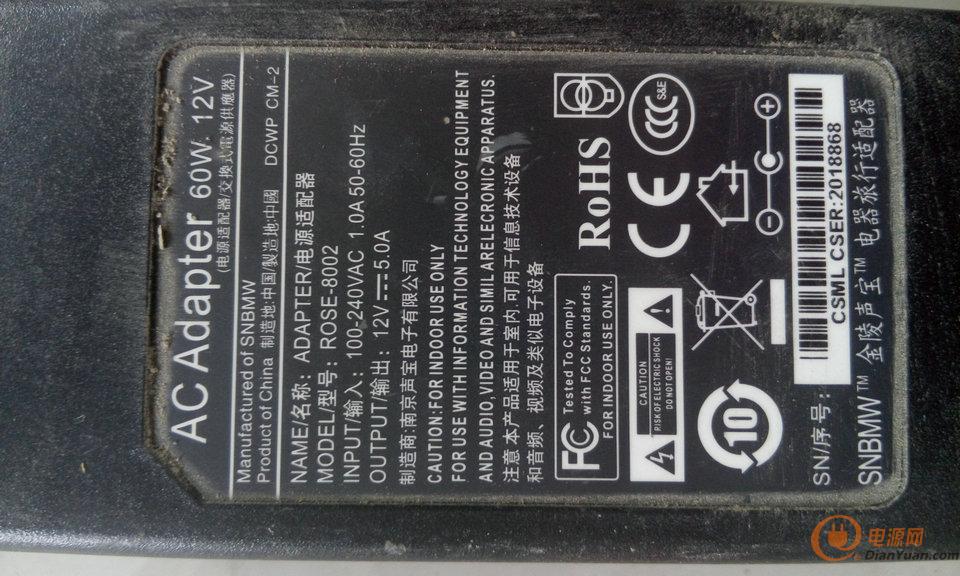 AC Adapter 60W 12V
(电源适配器/交換式電源供應器)
Manufactured of SNBMW
Product of China 制造地:中国/製造地:中國 DCWP CM-2
NAME/名称: ADAPTER/电源适配器
MODEL/型号: ROSE-8002
INPUT/输入: 100-240VAC 1.0A 50-60Hz
OUTPUT/输出: 12V⎓5.0A
制造商:南京声宝电子有限公司
CAUTION:FOR INDOOR USE ONLY
FOR USE WITH INFORMATION TECHNOLOGY EQUIPMENT
AND AUDIO,VIDEO AND SIMILARELECRONIC APPARATUS.
注意 本产品适用于室内,可用于信息技术设备
和音频、视频及类似电子设备
FC Tested To Comply
with FCC Standards.
FOR INDOOR USE ONLY.
RoHS
CCC S&E
CAUTION
RISK OF ELECTRIC SHOCK
DO NOT OPEN!
CE
10
SN/序号:
CSML CSER:2018868
SNBMW™ 金陵声宝™ 电器旅行适配器
电源网
DianYuan.com